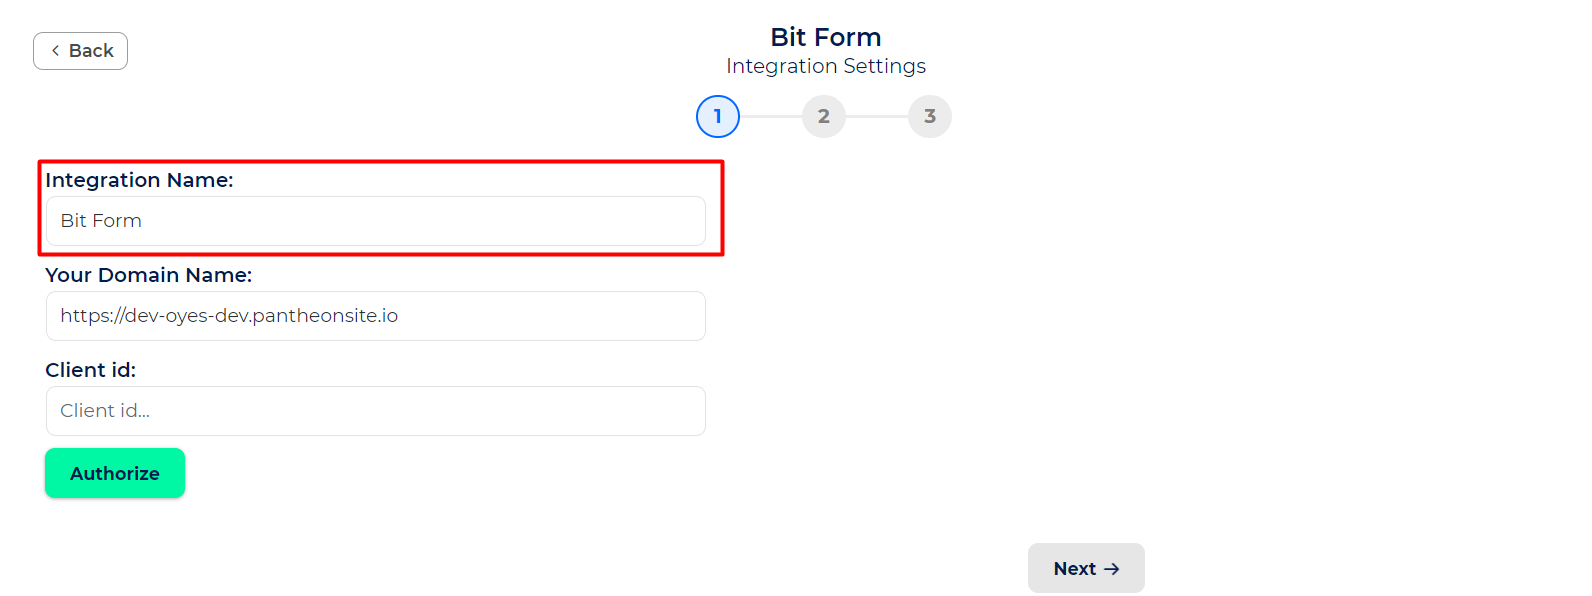 Back
Bit Form
Integration Settings
1 2 3
Integration Name:
Bit Form
Your Domain Name:
https://dev-oyes-dev.pantheonsite.io
Client id:
Client id...
Authorize
Next →